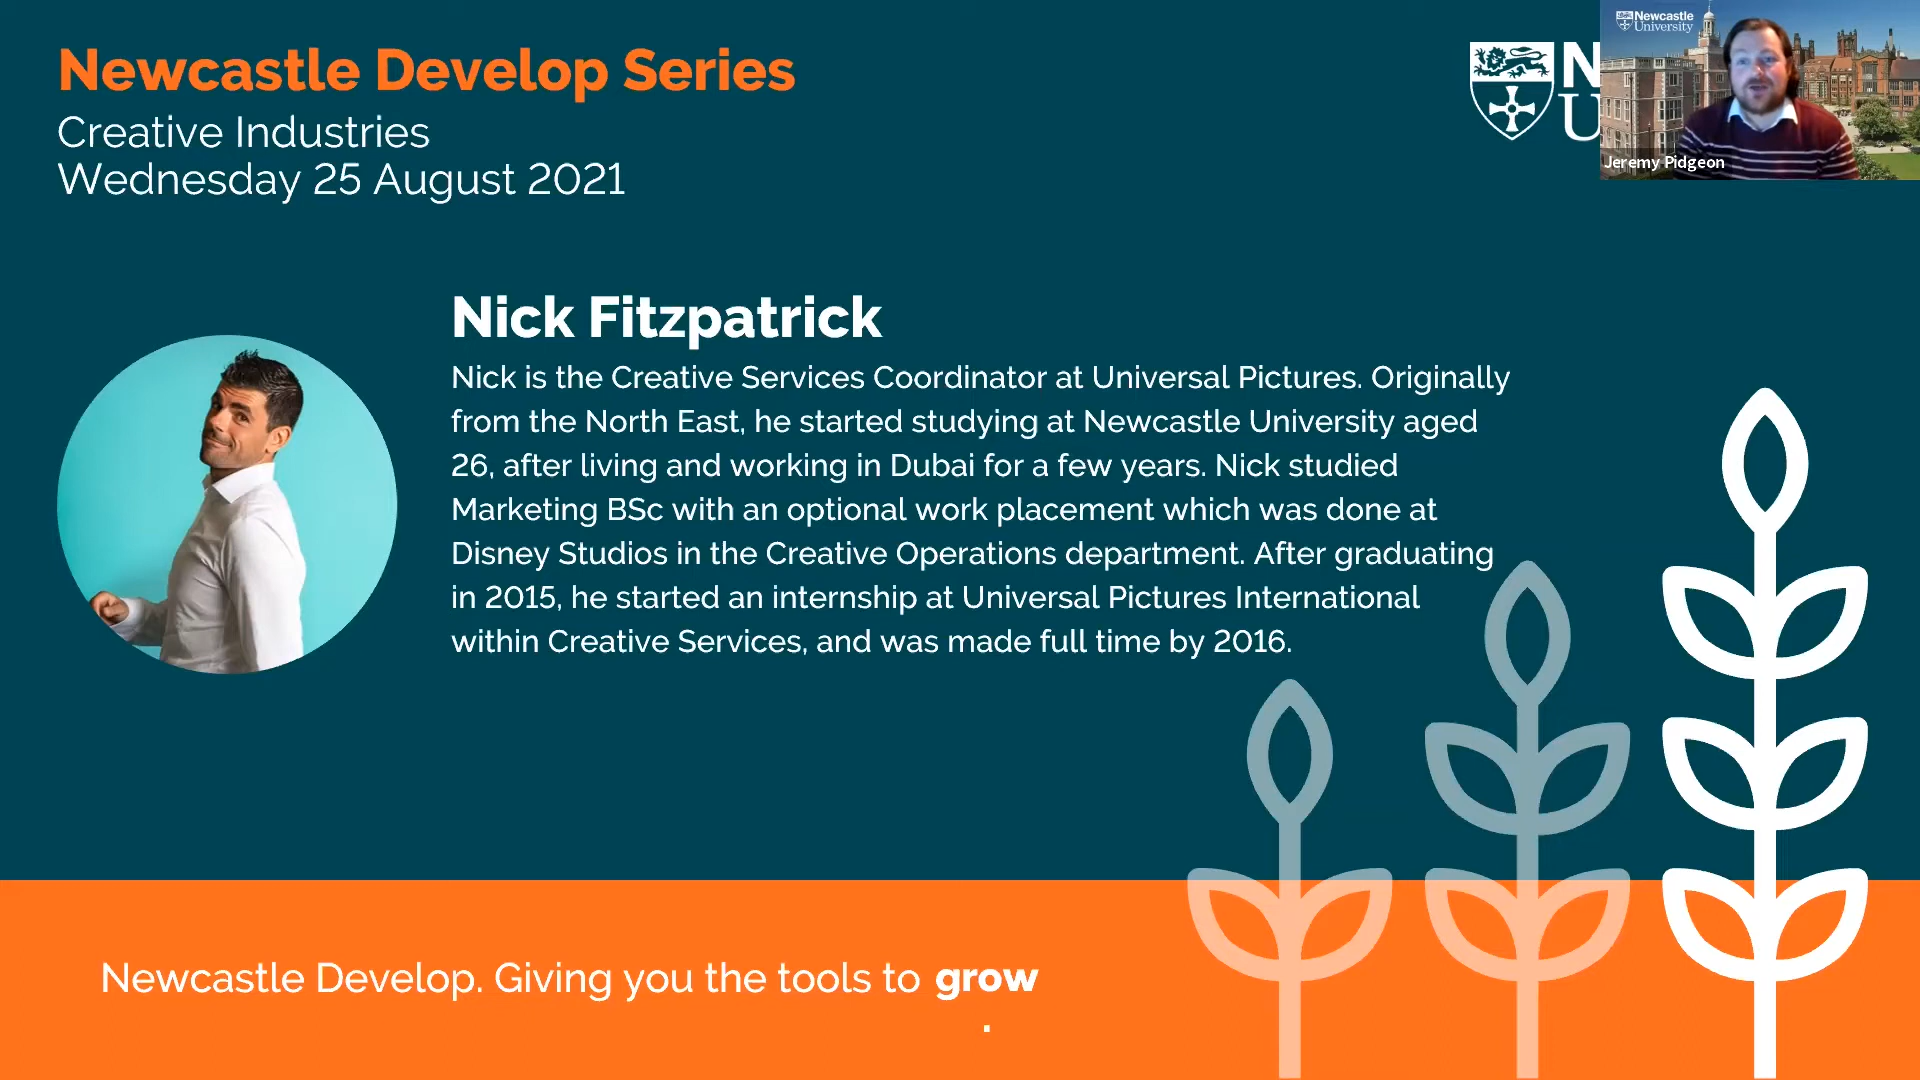 Newcastle Develop Series
Creative Industries
Wednesday 25 August 2021
N
U
Newcastle
University
Jeremy Pidgeon
Nick Fitzpatrick
Nick is the Creative Services Coordinator at Universal Pictures. Originally
from the North East, he started studying at Newcastle University aged
26, after living and working in Dubai for a few years. Nick studied
Marketing BSc with an optional work placement which was done at
Disney Studios in the Creative Operations department. After graduating
in 2015, he started an internship at Universal Pictures International
within Creative Services, and was made full time by 2016.
Newcastle Develop. Giving you the tools to grow
.